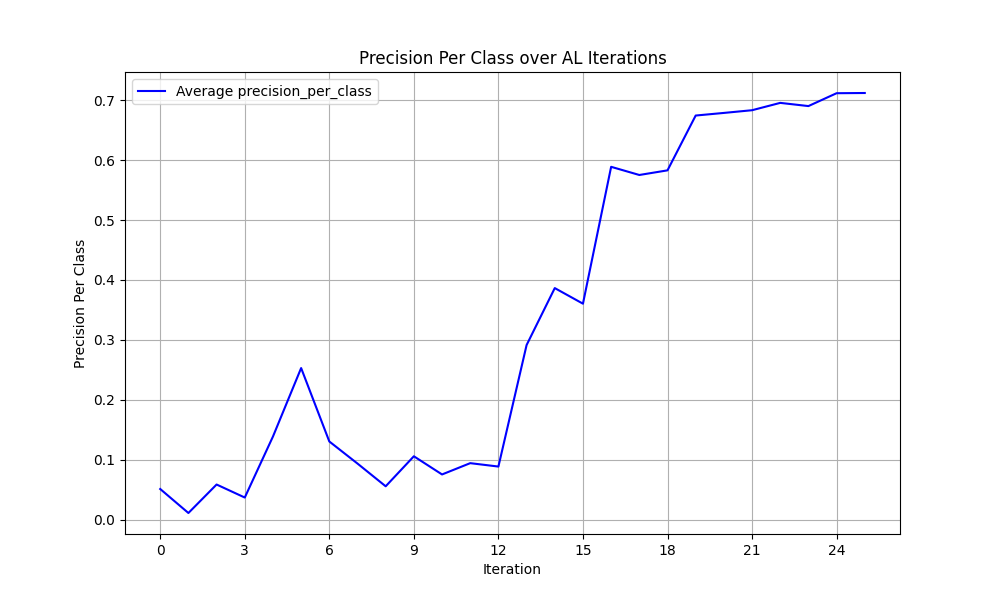 Precision Per Class over AL Iterations
Average precision_per_class
Precision Per Class
0.7
0.6
0.5
0.4
0.3
0.2
0.1
0.0
0 3 6 9 12 15 18 21 24
Iteration